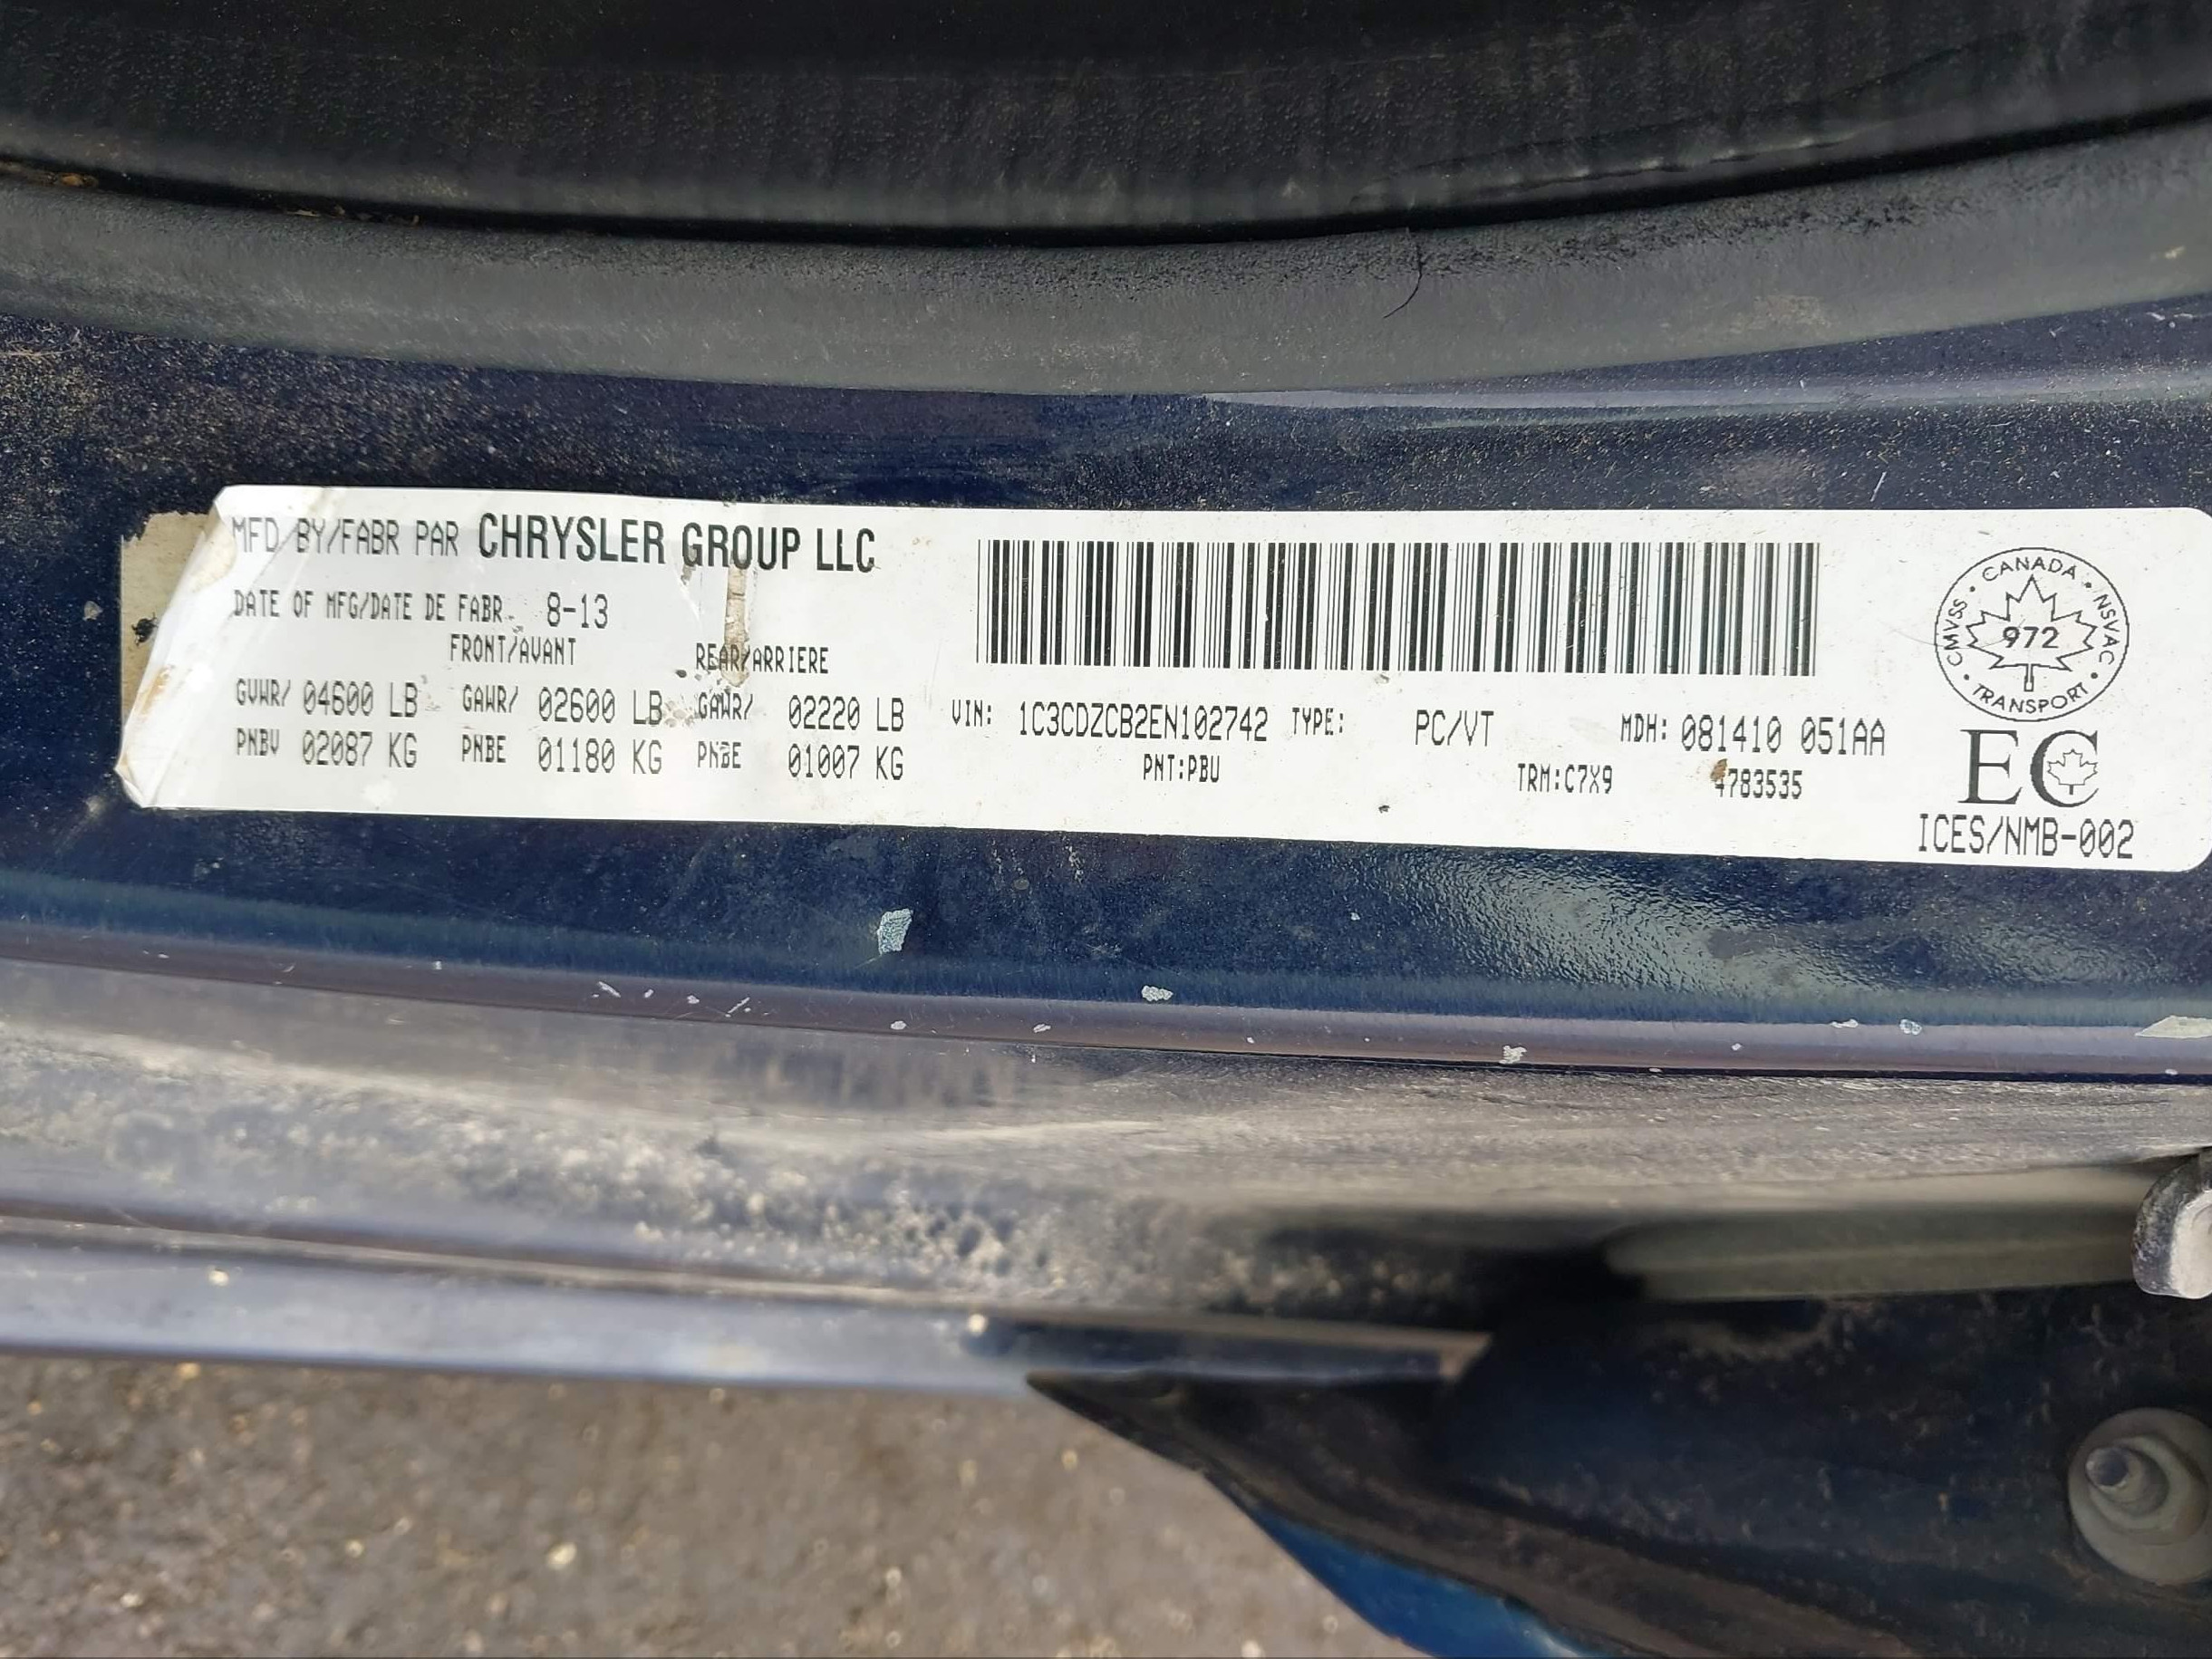 MFD BY/FABR PAR CHRYSLER GROUP LLC
DATE OF MFG/DATE DE FABR. 8-13
FRONT/AVANT REAR/ARRIERE
GVWR/ 04600 LB GAWR/ 02600 LB GAWR/ 02220 LB
PNBV 02087 KG PNBE 01180 KG PNBE 01007 KG
VIN: 1C3CDZCB2EN102742 TYPE: PC/VT MDH: 081410 051AA
PNT:PBU TRM:C7X9 4783535
CANADA · NSVAC · TRANSPORT · CMVSS ·
972
EC
ICES/NMB-002